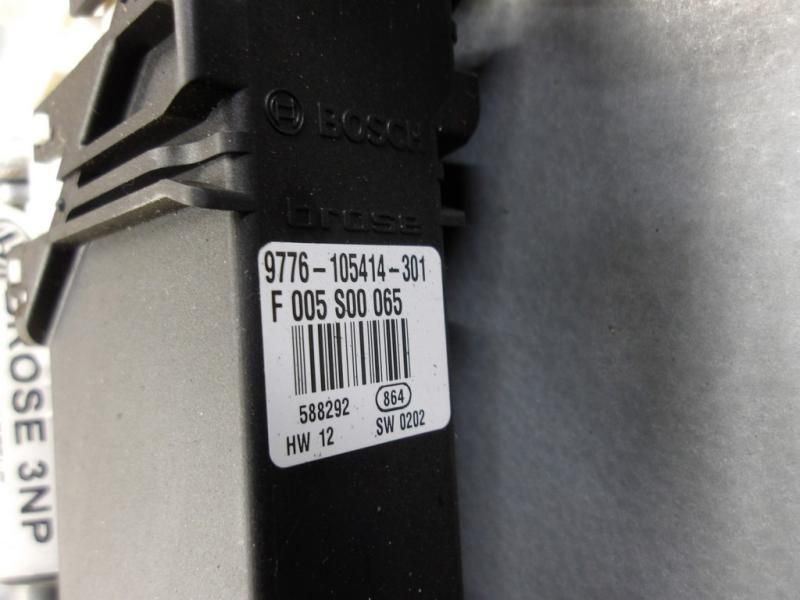 BOSCH
brose
9776-105414-301
F 005 S00 065
588292
864
HW 12
SW 0202
BROSE 3NP